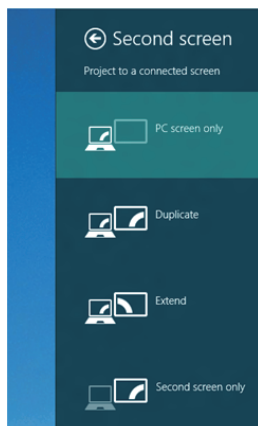 Second screen
Project to a connected screen
PC screen only
Duplicate
Extend
Second screen only